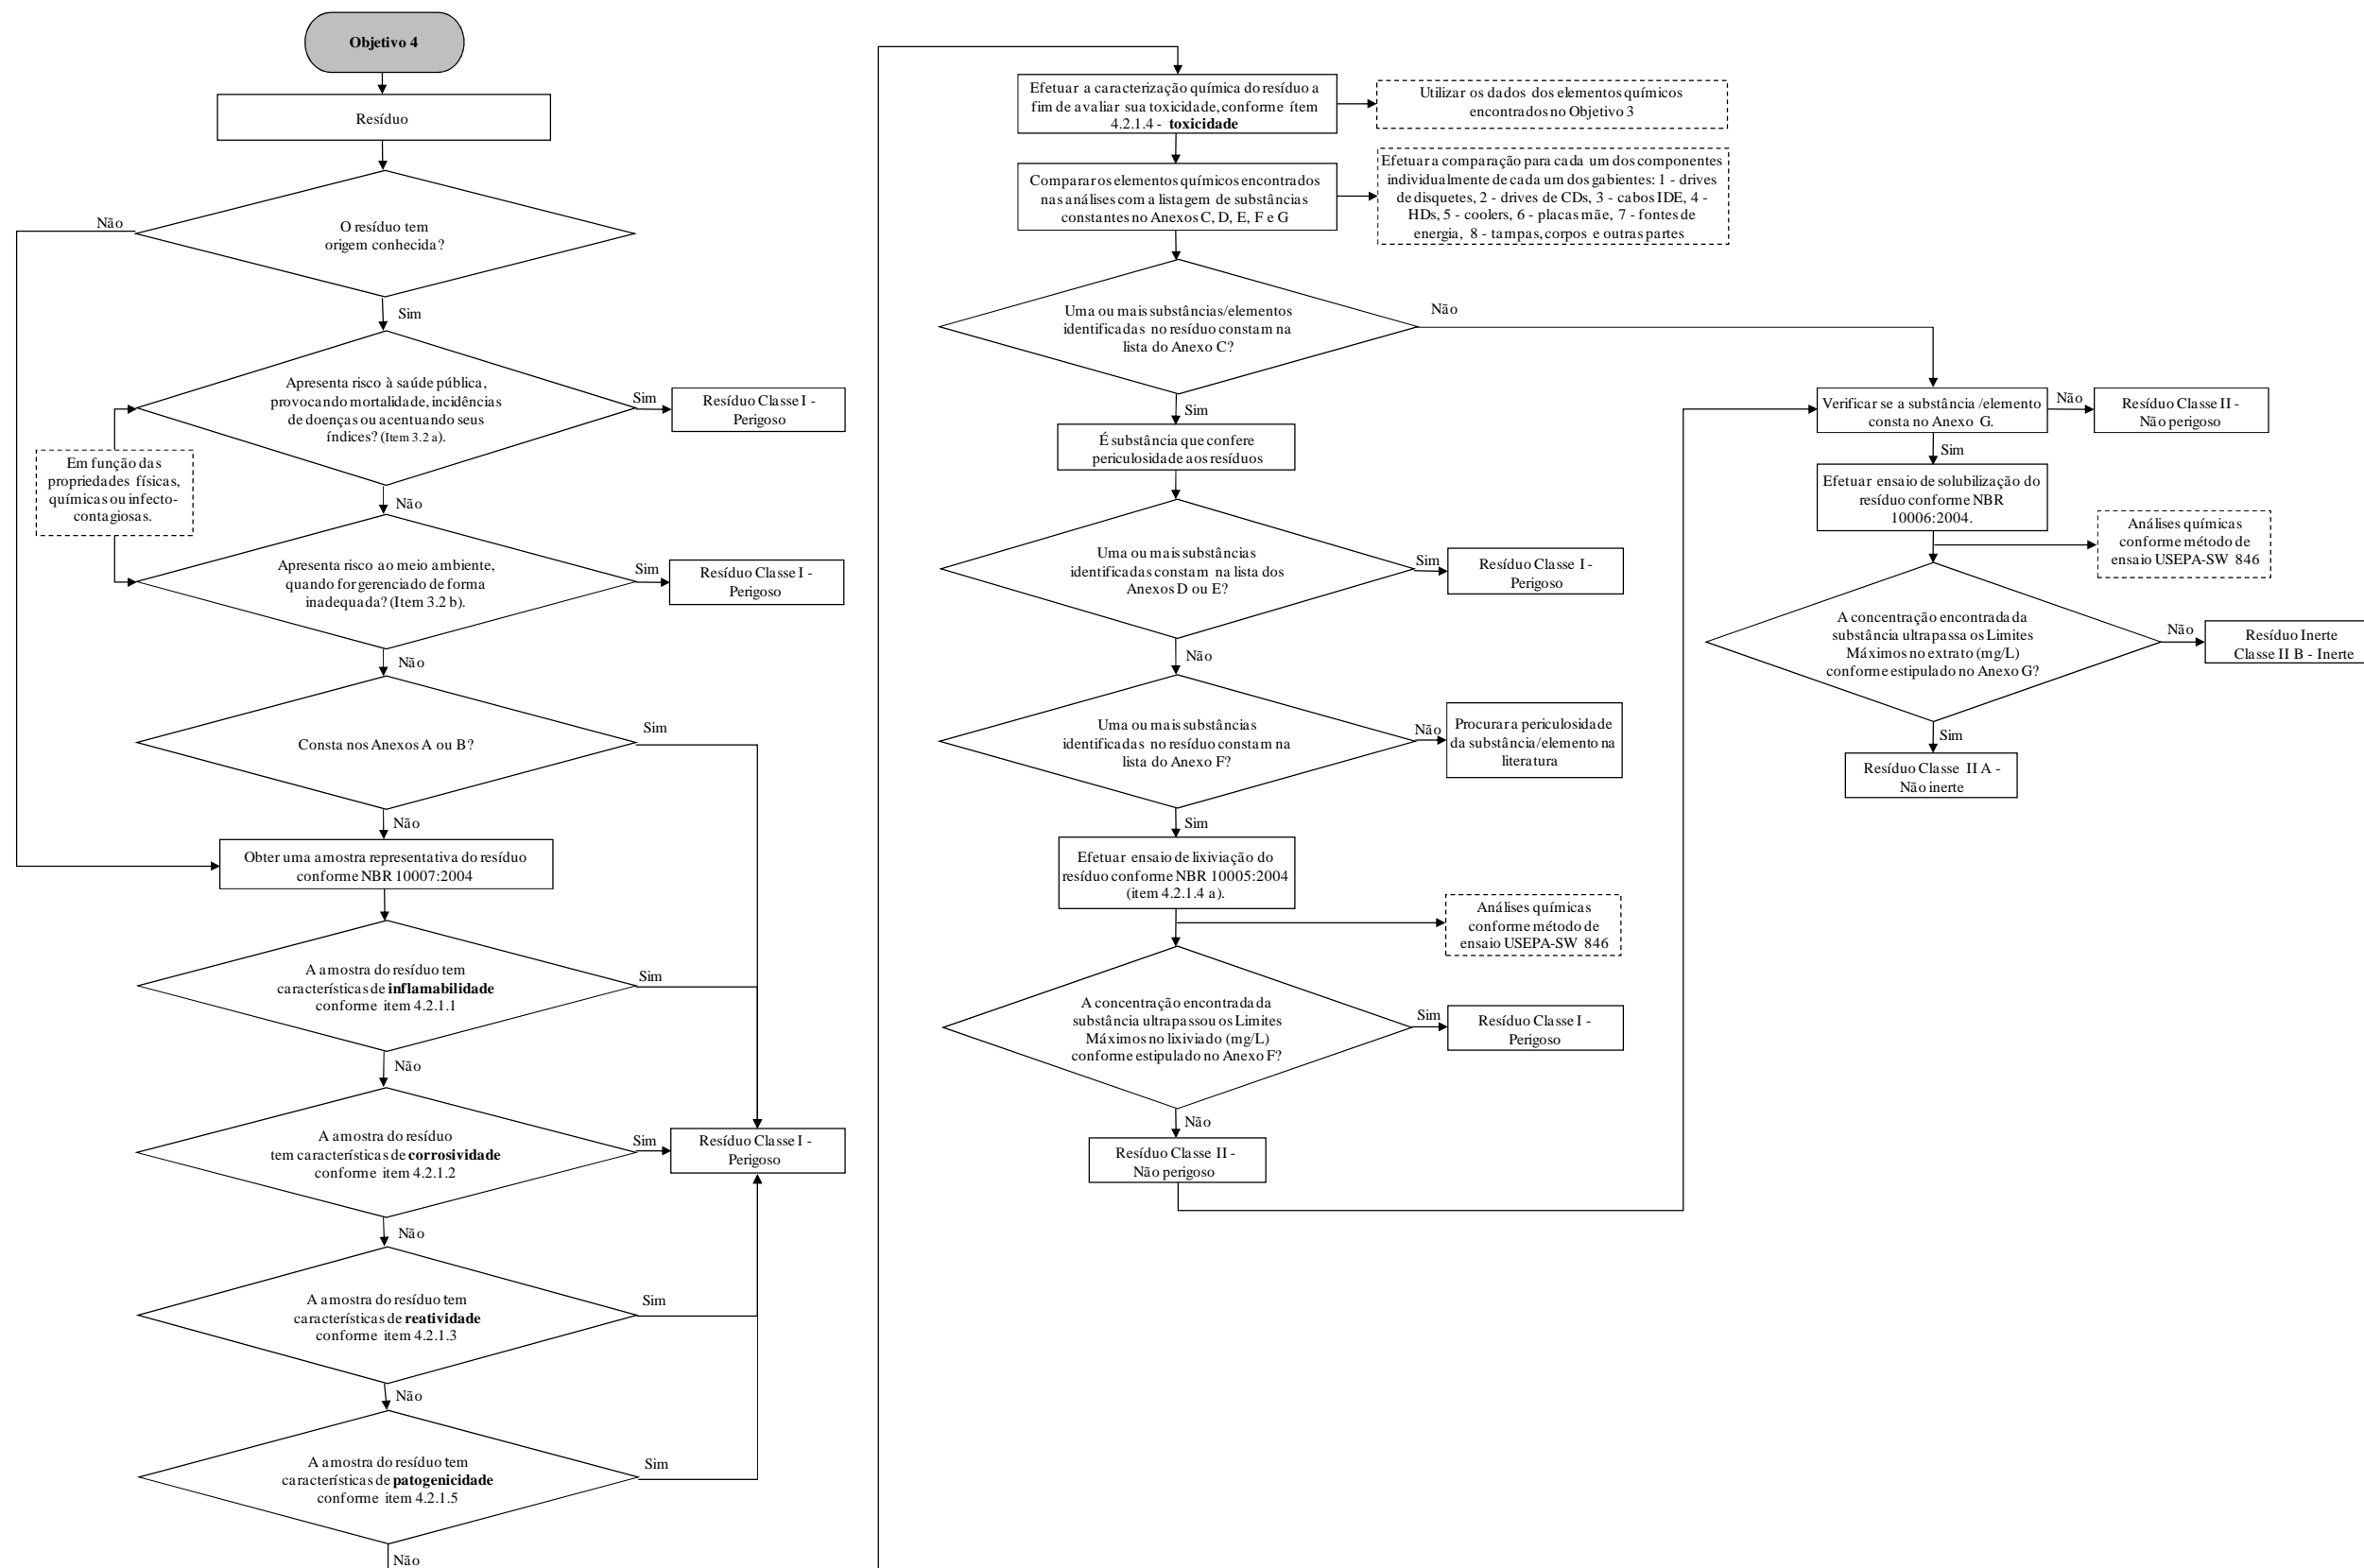 Objetivo 4
Resíduo
O resíduo tem
origem conhecida?
Não
Sim
Apresenta risco à saúde pública,
provocando mortalidade, incidências
de doenças ou acentuando seus
índices? (Item 3.2 a).
Sim
Resíduo Classe I -
Perigoso
Em função das
propriedades físicas,
químicas ou infecto-
contagiosas.
Não
Apresenta risco ao meio ambiente,
quando for gerenciado de forma
inadequada? (Item 3.2 b).
Sim
Resíduo Classe I -
Perigoso
Não
Consta nos Anexos A ou B?
Sim
Não
Obter uma amostra representativa do resíduo
conforme NBR 10007:2004
A amostra do resíduo tem
características de inflamabilidade
conforme item 4.2.1.1
Sim
Não
A amostra do resíduo
tem características de corrosividade
conforme item 4.2.1.2
Sim
Resíduo Classe I -
Perigoso
Não
A amostra do resíduo tem
características de reatividade
conforme item 4.2.1.3
Sim
Não
A amostra do resíduo tem
características de patogenicidade
conforme item 4.2.1.5
Sim
Não
Efetuar a caracterização química do resíduo a
fim de avaliar sua toxicidade, conforme ítem
4.2.1.4 - toxicidade
Utilizar os dados dos elementos químicos
encontrados no Objetivo 3
Comparar os elementos químicos encontrados
nas análises com a listagem de substâncias
constantes no Anexos C, D, E, F e G
Efetuar a comparação para cada um dos componentes
individualmente de cada um dos gabientes: 1 - drives
de disquetes, 2 - drives de CDs, 3 - cabos IDE, 4 -
HDs, 5 - coolers, 6 - placas mãe, 7 - fontes de
energia, 8 - tampas, corpos e outras partes
Uma ou mais substâncias/elementos
identificadas no resíduo constam na
lista do Anexo C?
Não
Sim
É substância que confere
periculosidade aos resíduos
Uma ou mais substâncias
identificadas constam na lista dos
Anexos D ou E?
Sim
Resíduo Classe I -
Perigoso
Não
Uma ou mais substâncias
identificadas no resíduo constam na
lista do Anexo F?
Não
Procurar a periculosidade
da substância/elemento na
literatura
Sim
Efetuar ensaio de lixiviação do
resíduo conforme NBR 10005:2004
(item 4.2.1.4 a).
Análises químicas
conforme método de
ensaio USEPA-SW 846
A concentração encontrada da
substância ultrapassou os Limites
Máximos no lixiviado (mg/L)
conforme estipulado no Anexo F?
Sim
Resíduo Classe I -
Perigoso
Não
Resíduo Classe II -
Não perigoso
Verificar se a substância /elemento
consta no Anexo G.
Não
Resíduo Classe II -
Não perigoso
Sim
Efetuar ensaio de solubilização do
resíduo conforme NBR
10006:2004.
Análises químicas
conforme método de
ensaio USEPA-SW 846
A concentração encontrada da
substância ultrapassa os Limites
Máximos no extrato (mg/L)
conforme estipulado no Anexo G?
Não
Resíduo Inerte
Classe II B - Inerte
Sim
Resíduo Classe II A -
Não inerte